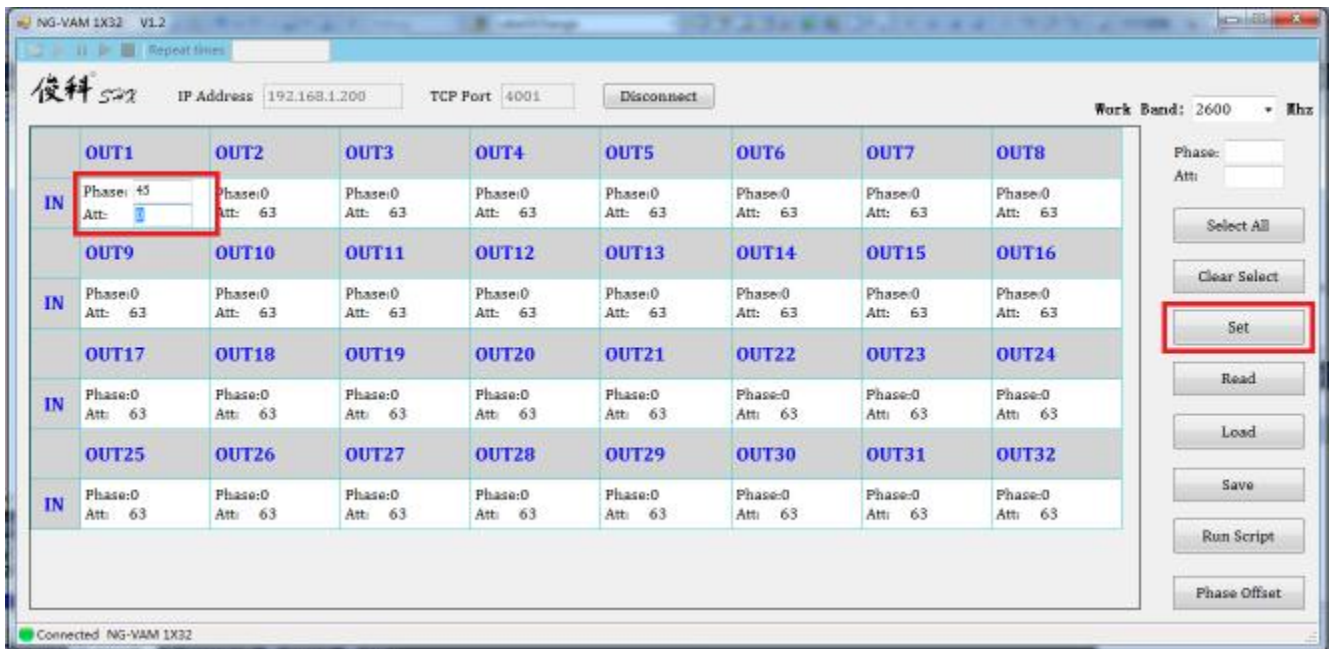 NG-VAM 1X32 V1.2
Repeat times
俊科 IP Address 192.168.1.200 TCP Port 4001 Disconnect
Work Band: 2600 Mhz
OUT1 OUT2 OUT3 OUT4 OUT5 OUT6 OUT7 OUT8
IN Phase: 45 Phase:0 Phase:0 Phase:0 Phase:0 Phase:0 Phase:0 Phase:0
Att: 0 Att: 63 Att: 63 Att: 63 Att: 63 Att: 63 Att: 63 Att: 63
OUT9 OUT10 OUT11 OUT12 OUT13 OUT14 OUT15 OUT16
IN Phase:0 Phase:0 Phase:0 Phase:0 Phase:0 Phase:0 Phase:0 Phase:0
Att: 63 Att: 63 Att: 63 Att: 63 Att: 63 Att: 63 Att: 63 Att: 63
OUT17 OUT18 OUT19 OUT20 OUT21 OUT22 OUT23 OUT24
IN Phase:0 Phase:0 Phase:0 Phase:0 Phase:0 Phase:0 Phase:0 Phase:0
Att: 63 Att: 63 Att: 63 Att: 63 Att: 63 Att: 63 Att: 63 Att: 63
OUT25 OUT26 OUT27 OUT28 OUT29 OUT30 OUT31 OUT32
IN Phase:0 Phase:0 Phase:0 Phase:0 Phase:0 Phase:0 Phase:0 Phase:0
Att: 63 Att: 63 Att: 63 Att: 63 Att: 63 Att: 63 Att: 63 Att: 63
Phase:
Att:
Select All
Clear Select
Set
Read
Load
Save
Run Script
Phase Offset
Connected NG-VAM 1X32